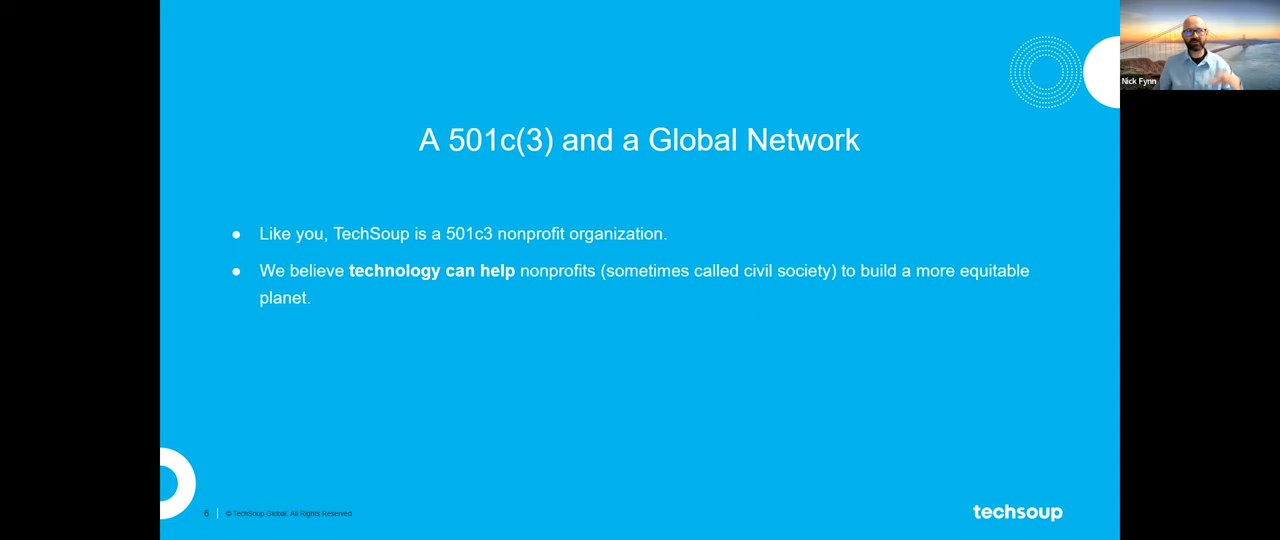 Nick Fynn
A 501c(3) and a Global Network
● Like you, TechSoup is a 501c3 nonprofit organization.
● We believe technology can help nonprofits (sometimes called civil society) to build a more equitable
planet.
6 | © TechSoup Global. All Rights Reserved
techsoup